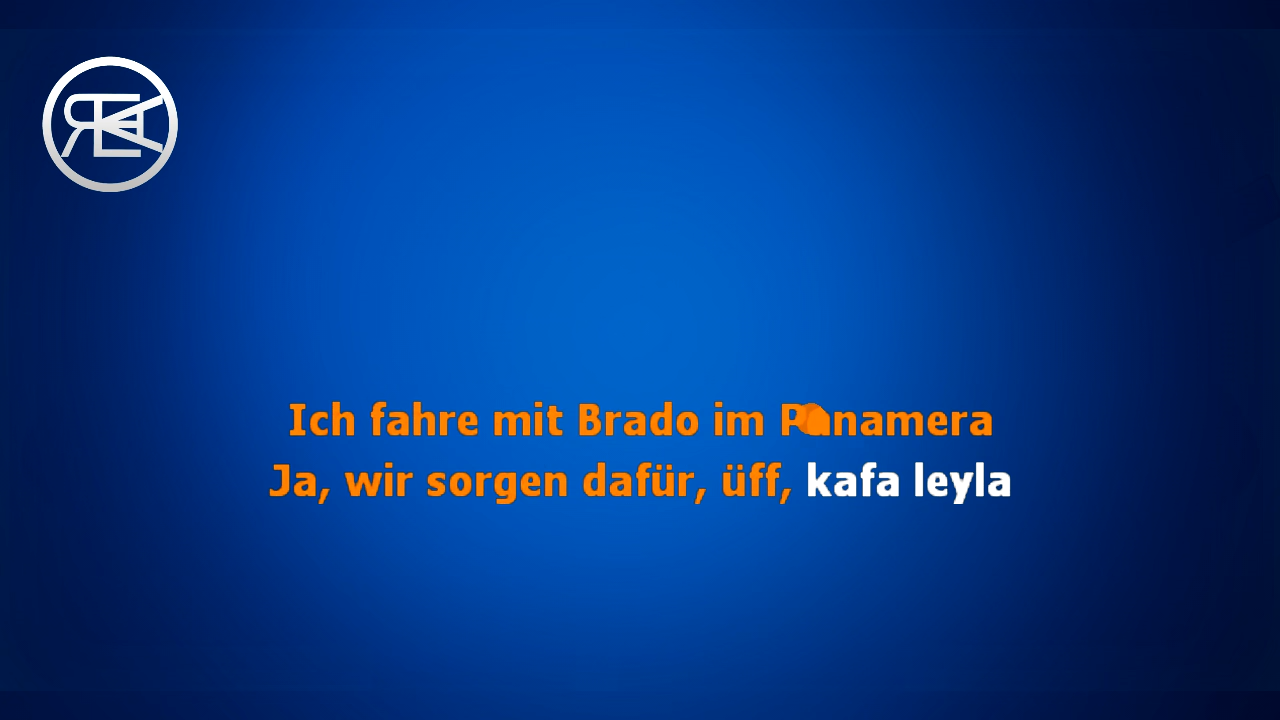 Ich fahre mit Brado im Panamera
Ja, wir sorgen dafür, üff, kafa leyla